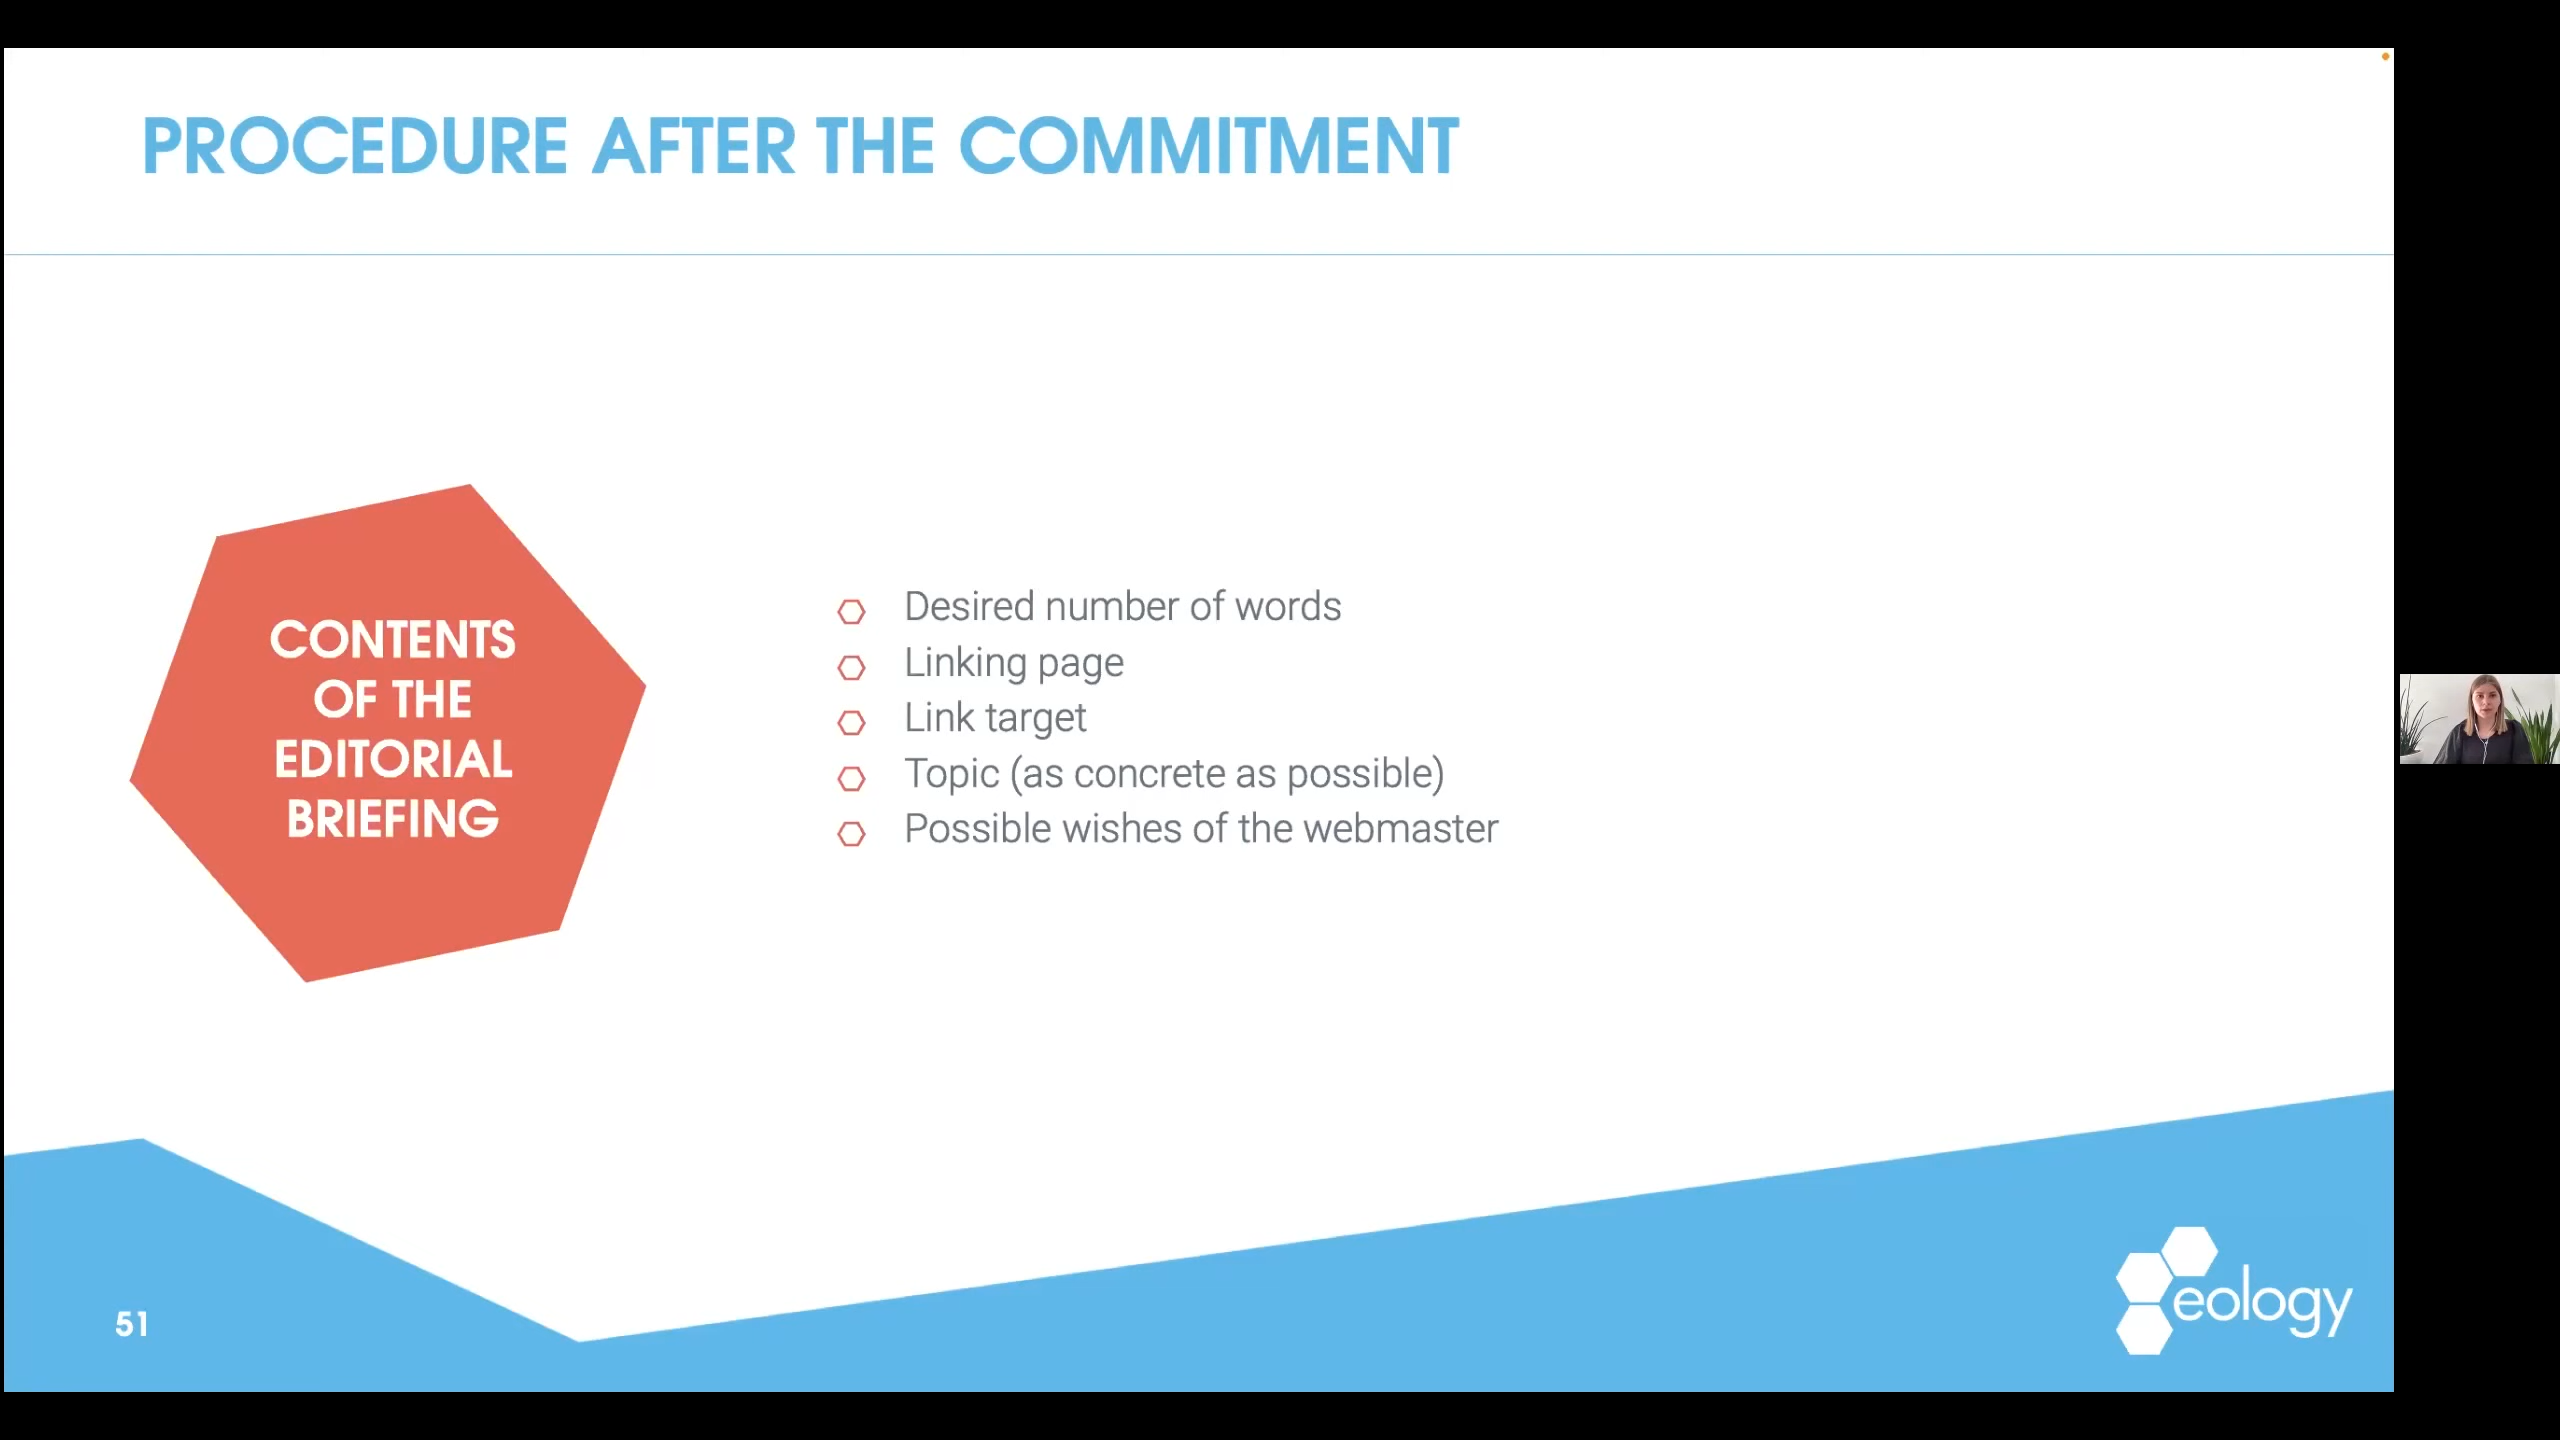 PROCEDURE AFTER THE COMMITMENT
CONTENTS
OF THE
EDITORIAL
BRIEFING
Desired number of words
Linking page
Link target
Topic (as concrete as possible)
Possible wishes of the webmaster
51
eology